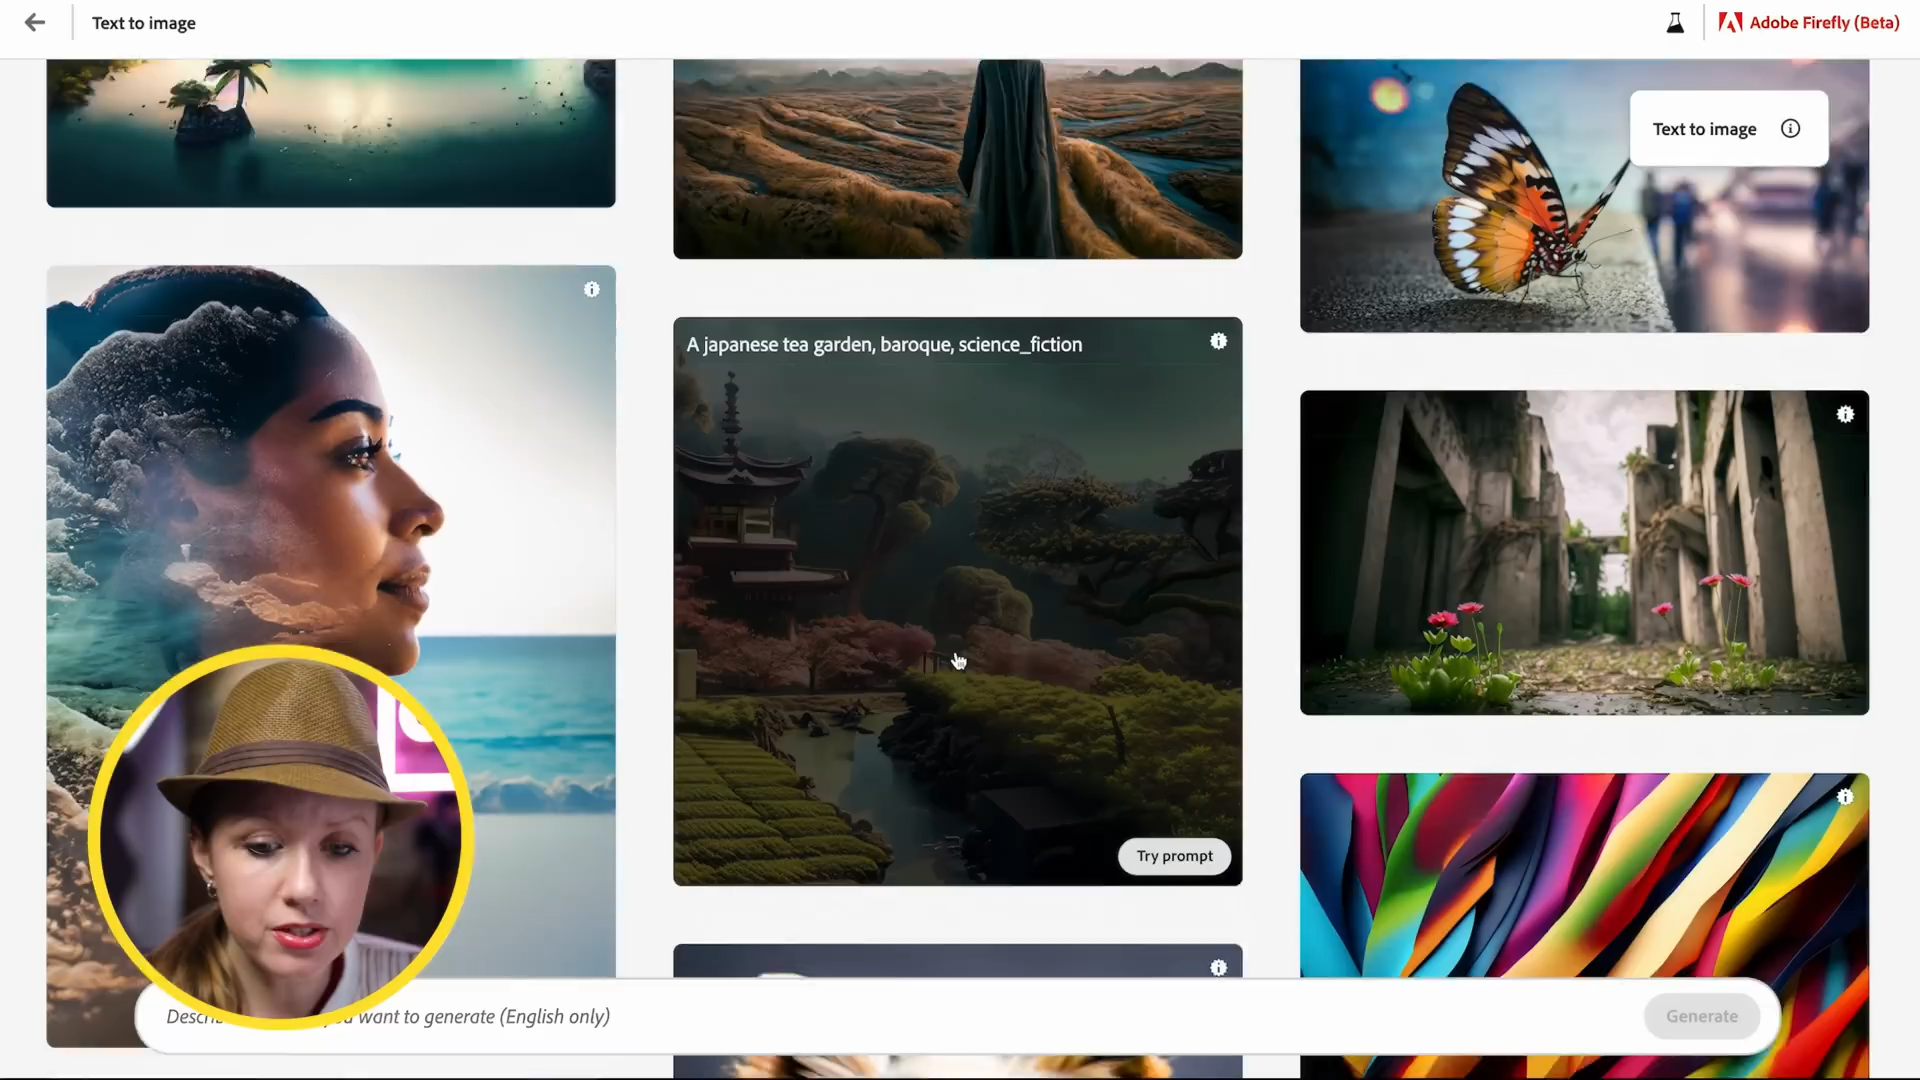 Text to image
Adobe Firefly (Beta)
Text to image
A japanese tea garden, baroque, science_fiction
Try prompt
want to generate (English only)
Generate